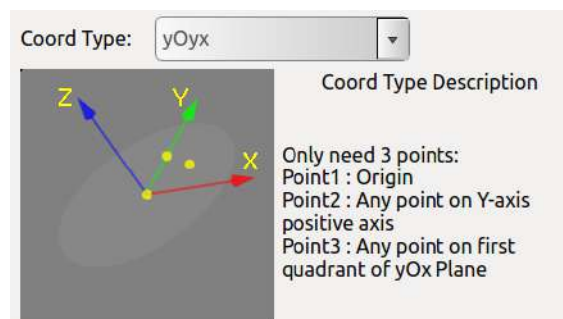 Coord Type:
yOyx
Z
Y
X
Coord Type Description
Only need 3 points:
Point1 : Origin
Point2 : Any point on Y-axis
positive axis
Point3 : Any point on first
quadrant of yOx Plane